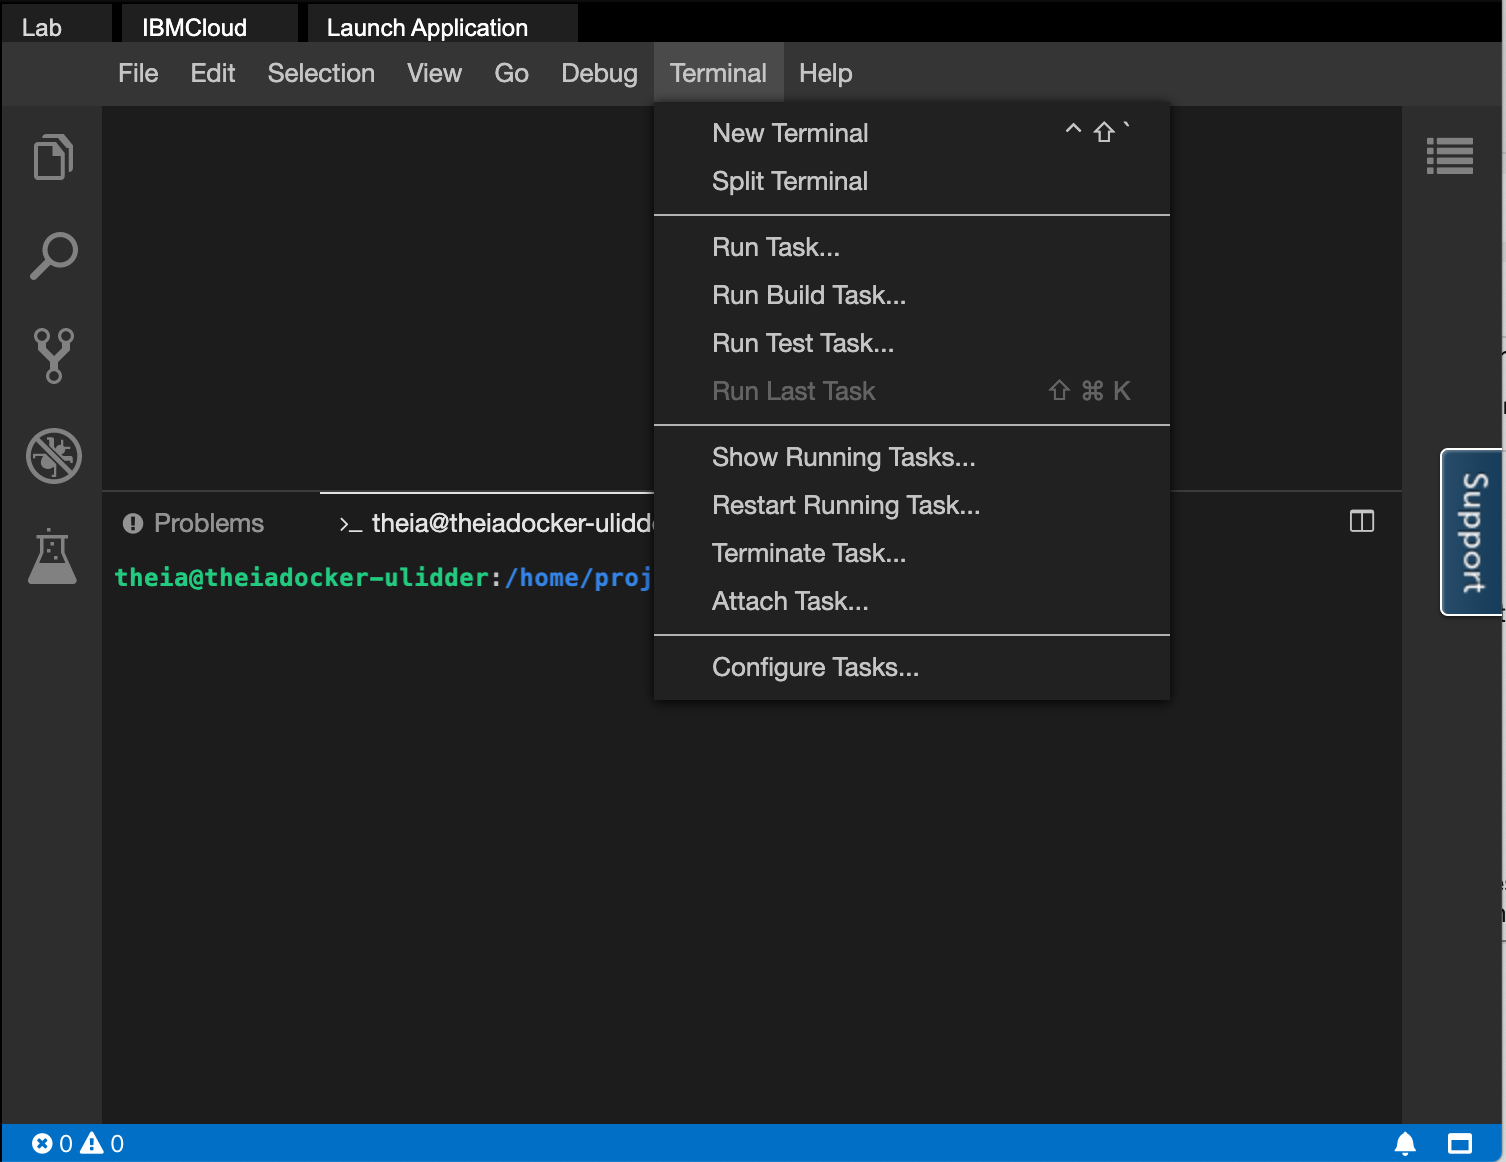 Lab IBMCloud Launch Application
File Edit Selection View Go Debug Terminal Help
New Terminal ^ ⇧ `
Split Terminal
Run Task...
Run Build Task...
Run Test Task...
Run Last Task ⇧ ⌘ K
Show Running Tasks...
Restart Running Task...
Terminate Task...
Attach Task...
Configure Tasks...
Problems >_ theia@theiadocker-ulidd
theia@theiadocker-ulidder:/home/proj
Support
0 0